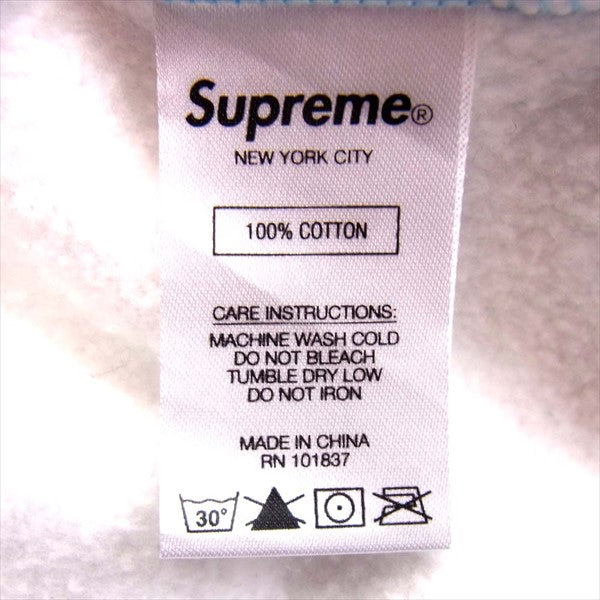 Supreme®
NEW YORK CITY
100% COTTON
CARE INSTRUCTIONS:
MACHINE WASH COLD
DO NOT BLEACH
TUMBLE DRY LOW
DO NOT IRON
MADE IN CHINA
RN 101837
30°